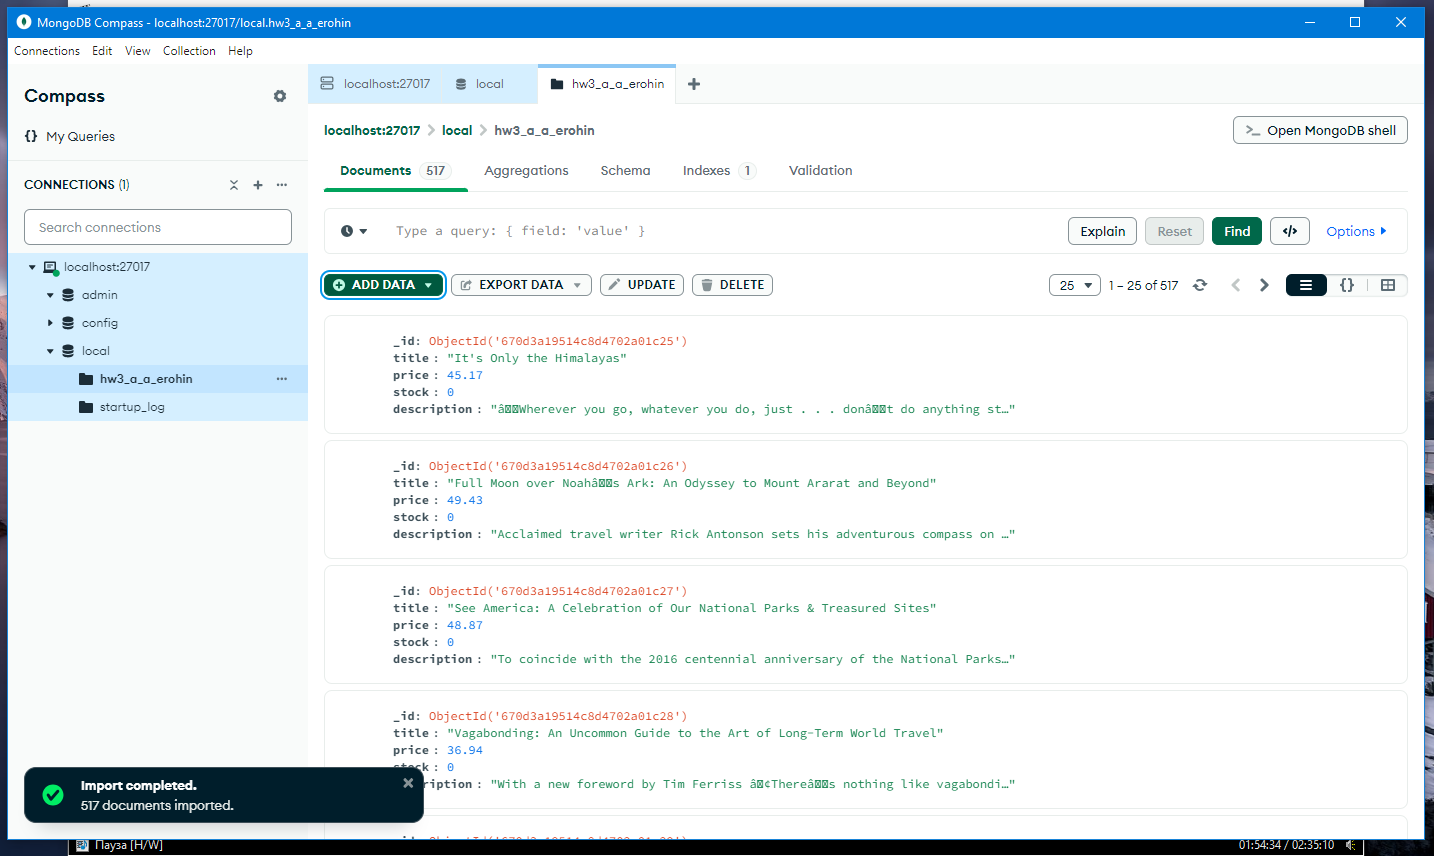 MongoDB Compass - localhost:27017/local.hw3_a_a_erohin
Connections Edit View Collection Help
Compass
localhost:27017 local hw3_a_a_erohin
My Queries
localhost:27017 > local > hw3_a_a_erohin
>_ Open MongoDB shell
CONNECTIONS (1)
Documents 517 Aggregations Schema Indexes 1 Validation
Search connections
Type a query: { field: 'value' }
Explain Reset Find </> Options
localhost:27017
admin
config
local
hw3_a_a_erohin ...
startup_log
ADD DATA EXPORT DATA UPDATE DELETE
25 1 – 25 of 517 {}
_id: ObjectId('670d3a19514c8d4702a01c25')
title : "It's Only the Himalayas"
price : 45.17
stock : 0
description : "â��Wherever you go, whatever you do, just . . . donâ��t do anything st…"
_id: ObjectId('670d3a19514c8d4702a01c26')
title : "Full Moon over Noahâ��s Ark: An Odyssey to Mount Ararat and Beyond"
price : 49.43
stock : 0
description : "Acclaimed travel writer Rick Antonson sets his adventurous compass on …"
_id: ObjectId('670d3a19514c8d4702a01c27')
title : "See America: A Celebration of Our National Parks & Treasured Sites"
price : 48.87
stock : 0
description : "To coincide with the 2016 centennial anniversary of the National Parks…"
_id: ObjectId('670d3a19514c8d4702a01c28')
title : "Vagabonding: An Uncommon Guide to the Art of Long-Term World Travel"
price : 36.94
stock : 0
ription : "With a new foreword by Tim Ferriss â�¢Thereâ��s nothing like vagabondi…"
Import completed.
517 documents imported.
Пауза [H/W]
01:54:34 / 02:35:10